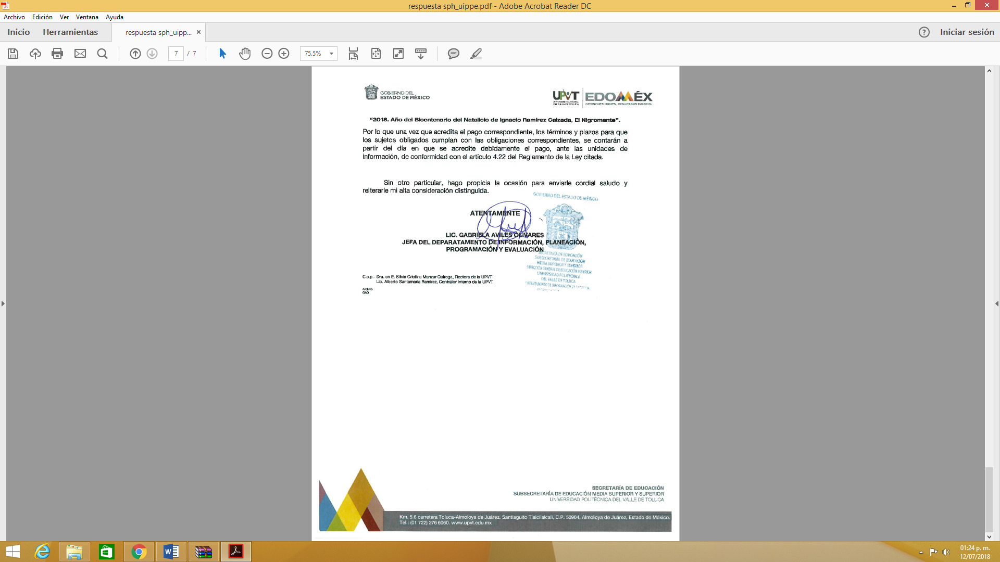 respuesta sph_uippe.pdf - Adobe Acrobat Reader DC
Archivo Edición Ver Ventana Ayuda
Inicio Herramientas respuesta sph_uipp... × Iniciar sesión
7 / 7 75.5%
GOBIERNO DEL
ESTADO DE MÉXICO
UPVT EDOMÉX
UNIVERSIDAD POLITÉCNICA
DEL VALLE DE TOLUCA
DECISIONES FIRMES, RESULTADOS FUERTES.
“2018. Año del Bicentenario del Natalicio de Ignacio Ramírez Calzada, El Nigromante”.
Por lo que una vez que acredita el pago correspondiente, los términos y plazos para que
los sujetos obligados cumplan con las obligaciones correspondientes, se contarán a
partir del día en que se acredite debidamente el pago, ante las unidades de
información, de conformidad con el artículo 4.22 del Reglamento de la Ley citada.
Sin otro particular, hago propicia la ocasión para enviarle cordial saludo y
reiterarle mi alta consideración distinguida.
GOBIERNO DEL ESTADO DE MÉXICO
ATENTAMENTE
LIC. GABRIELA AVILES OLIVARES
JEFA DEL DEPARATAMENTO DE INFORMACIÓN, PLANEACIÓN,
PROGRAMACIÓN Y EVALUACIÓN
SECRETARÍA DE EDUCACIÓN
SUBSECRETARÍA DE EDUCACIÓN
MEDIA SUPERIOR Y SUPERIOR
DIRECCIÓN GENERAL DE EDUCACIÓN SUPERIOR
UNIVERSIDAD POLITÉCNICA
DEL VALLE DE TOLUCA
DEPARTAMENTO DE INFORMACIÓN,
C.c.p.- Dra. en E. Silvia Cristina Manzur Quiroga, Rectora de la UPVT
Lic. Alberto Santamaría Ramírez, Contralor Interno de la UPVT
Archivo
GAO
SECRETARÍA DE EDUCACIÓN
SUBSECRETARÍA DE EDUCACIÓN MEDIA SUPERIOR Y SUPERIOR
UNIVERSIDAD POLITÉCNICA DEL VALLE DE TOLUCA
Km. 5.6 carretera Toluca-Almoloya de Juárez, Santiaguito Tlalcilalcali, C.P. 50904, Almoloya de Juárez, Estado de México.
Tel.: (01 722) 276 6060. www.upvt.edu.mx
01:24 p. m.
12/07/2018